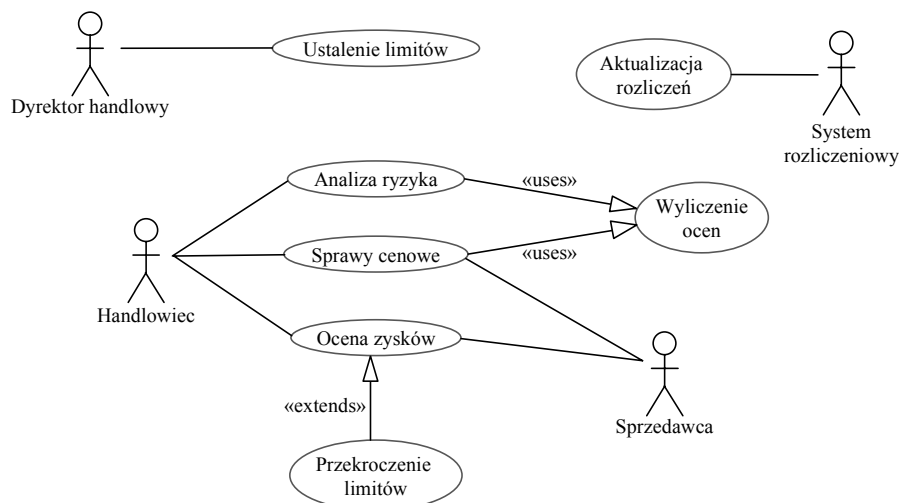 Ustalenie limitów
Dyrektor handlowy
Aktualizacja
rozliczeń
System
rozliczeniowy
Analiza ryzyka
«uses»
Wyliczenie
ocen
Sprawy cenowe
«uses»
Handlowiec
Ocena zysków
«extends»
Sprzedawca
Przekroczenie
limitów